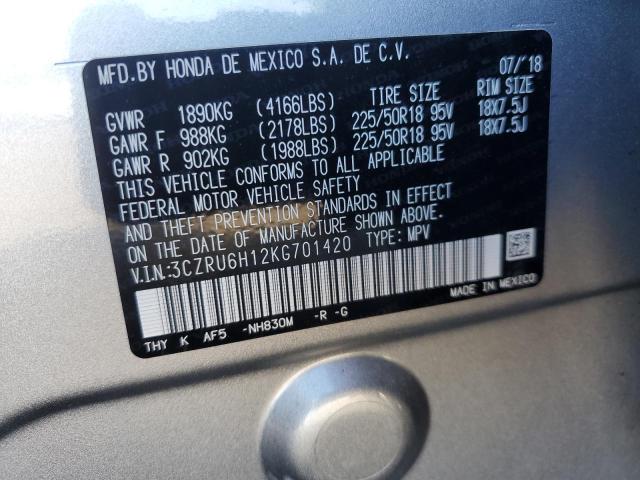 MFD.BY HONDA DE MEXICO S.A. DE C.V. 07/'18
GVWR 1890KG (4166LBS) TIRE SIZE RIM SIZE
GAWR F 988KG (2178LBS) 225/50R18 95V 18X7.5J
GAWR R 902KG (1988LBS) 225/50R18 95V 18X7.5J
THIS VEHICLE CONFORMS TO ALL APPLICABLE
FEDERAL MOTOR VEHICLE SAFETY
AND THEFT PREVENTION STANDARDS IN EFFECT
ON THE DATE OF MANUFACTURE SHOWN ABOVE.
V.I.N.:3CZRU6H12KG701420 TYPE: MPV
MADE IN MEXICO
THY K AF5 -NH830M -R -G